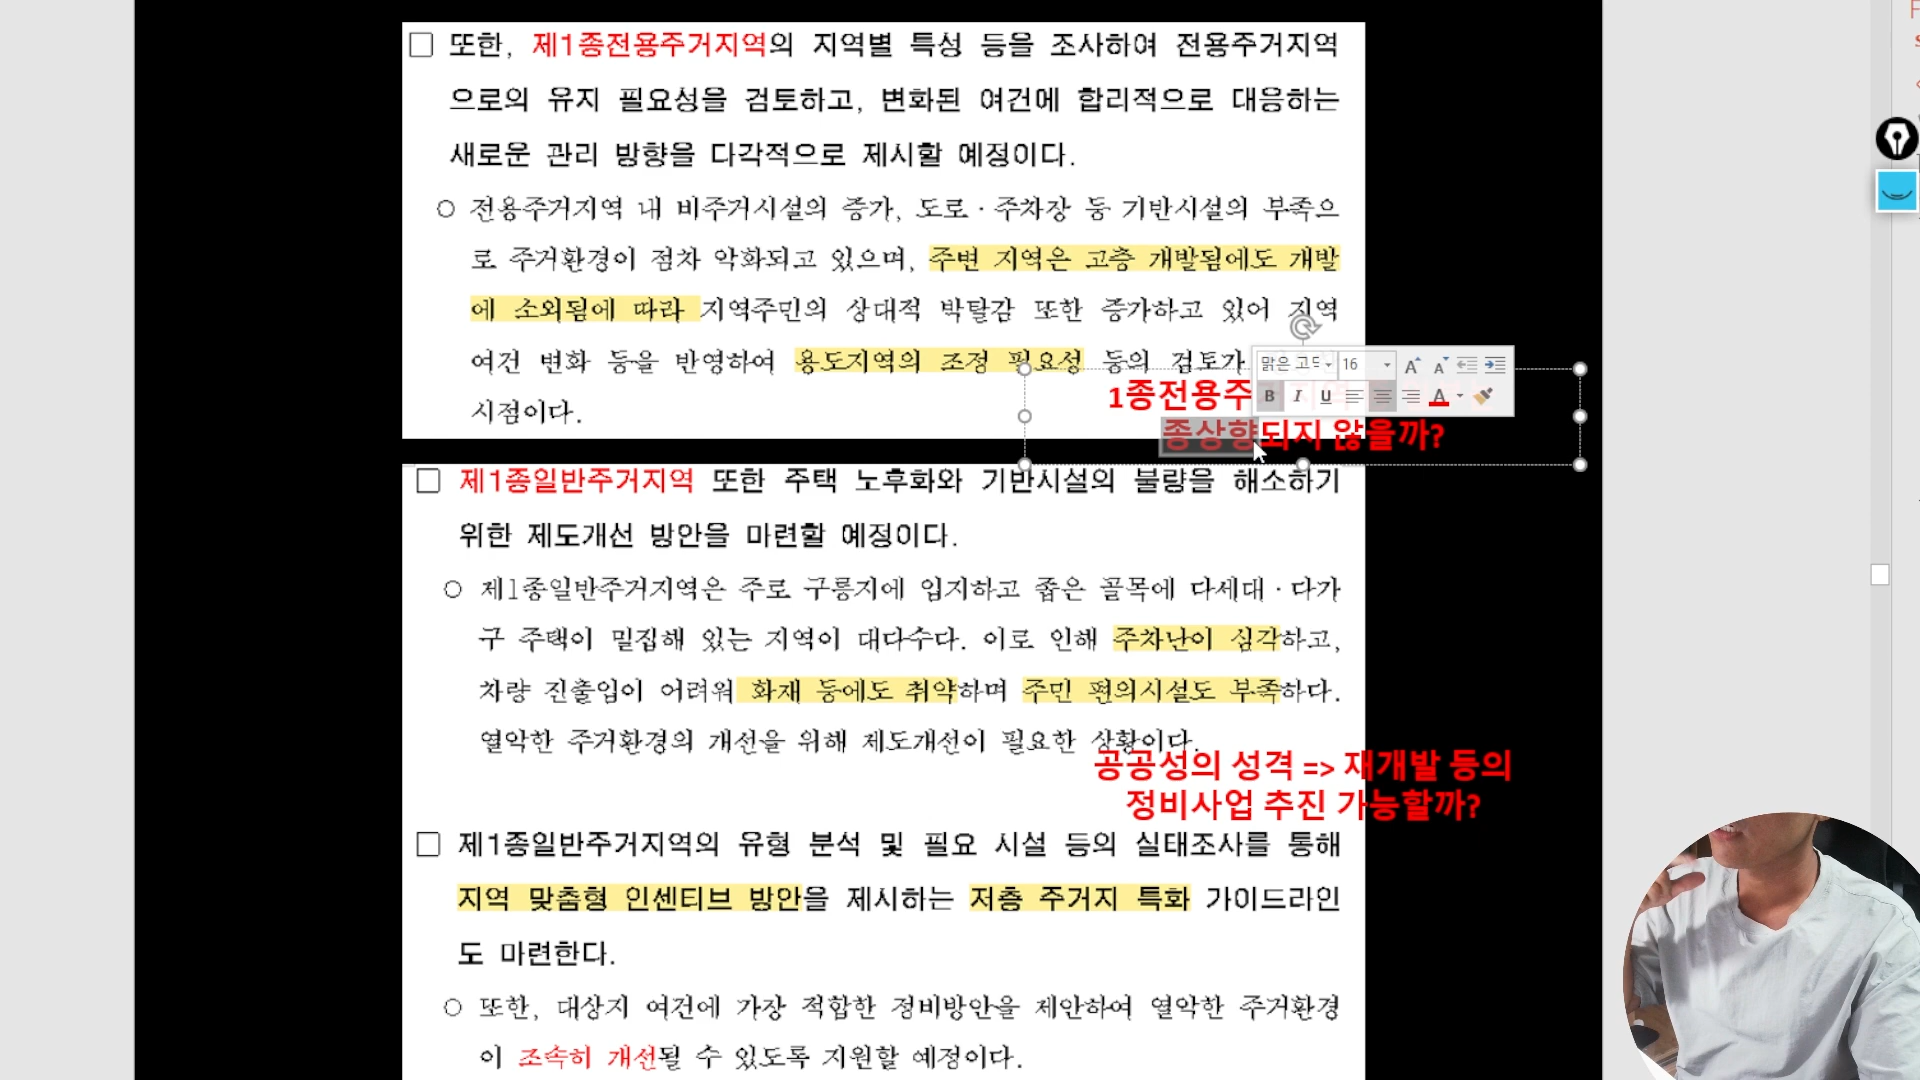 □ 또한, 제1종전용주거지역의 지역별 특성 등을 조사하여 전용주거지역
으로의 유지 필요성을 검토하고, 변화된 여건에 합리적으로 대응하는
새로운 관리 방향을 다각적으로 제시할 예정이다.
○ 전용주거지역 내 비주거시설의 증가, 도로·주차장 등 기반시설의 부족으
로 주거환경이 점차 악화되고 있으며, 주변 지역은 고층 개발됨에도 개발
에 소외됨에 따라 지역주민의 상대적 박탈감 또한 증가하고 있어 지역
여건 변화 등을 반영하여 용도지역의 조정 필요성 등의 검토가
시점이다.
맑은 고딕 16
B I U
1종전용주
종상향되지 않을까?
□ 제1종일반주거지역 또한 주택 노후화와 기반시설의 불량을 해소하기
위한 제도개선 방안을 마련할 예정이다.
○ 제1종일반주거지역은 주로 구릉지에 입지하고 좁은 골목에 다세대·다가
구 주택이 밀집해 있는 지역이 대다수다. 이로 인해 주차난이 심각하고,
차량 진출입이 어려워 화재 등에도 취약하며 주민 편의시설도 부족하다.
열악한 주거환경의 개선을 위해 제도개선이 필요한 상황이다.
공공성의 성격 => 재개발 등의
정비사업 추진 가능할까?
□ 제1종일반주거지역의 유형 분석 및 필요 시설 등의 실태조사를 통해
지역 맞춤형 인센티브 방안을 제시하는 저층 주거지 특화 가이드라인
도 마련한다.
○ 또한, 대상지 여건에 가장 적합한 정비방안을 제안하여 열악한 주거환경
이 조속히 개선될 수 있도록 지원할 예정이다.